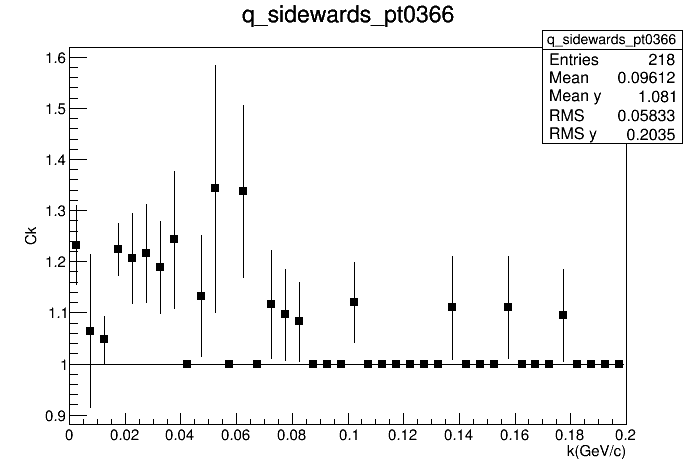 q_sidewards_pt0366
q_sidewards_pt0366
Entries 218
Mean 0.09612
Mean y 1.081
RMS 0.05833
RMS y 0.2035
Ck
1.6
1.5
1.4
1.3
1.2
1.1
1
0.9
0 0.02 0.04 0.06 0.08 0.1 0.12 0.14 0.16 0.18 0.2
k(GeV/c)